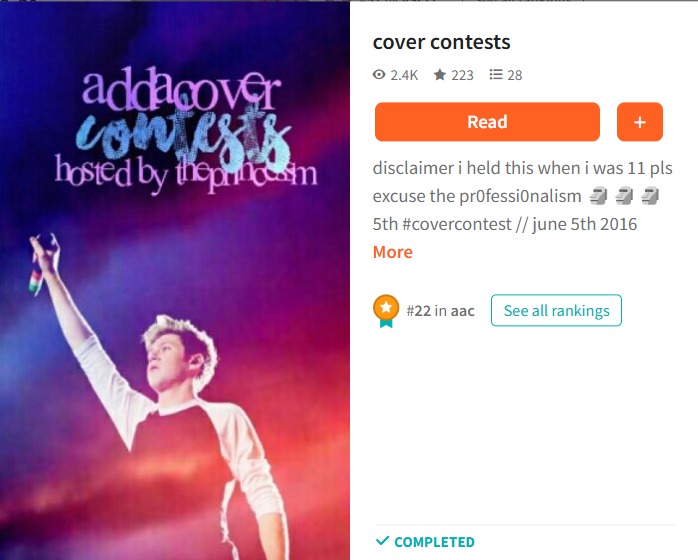 addacover
contests
hosted by theprincessm
cover contests
2.4K 223 28
Read +
disclaimer i held this when i was 11 pls
excuse the pr0fessi0nalism 🗿 🗿 🗿
5th #covercontest // june 5th 2016
More
#22 in aac See all rankings
COMPLETED